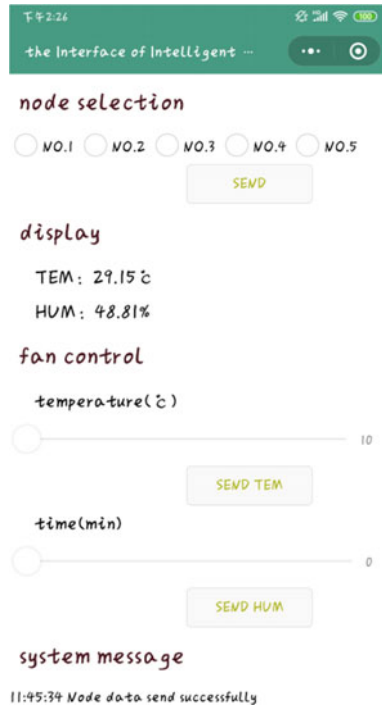 下午2:26 100
the Interface of Intelligent ...
node selection
NO.1 NO.2 NO.3 NO.4 NO.5
SEND
display
TEM: 29.15℃
HUM: 48.81%
fan control
temperature(℃)
10
SEND TEM
time(min)
0
SEND HUM
system message
11:45:34 Node data send successfully